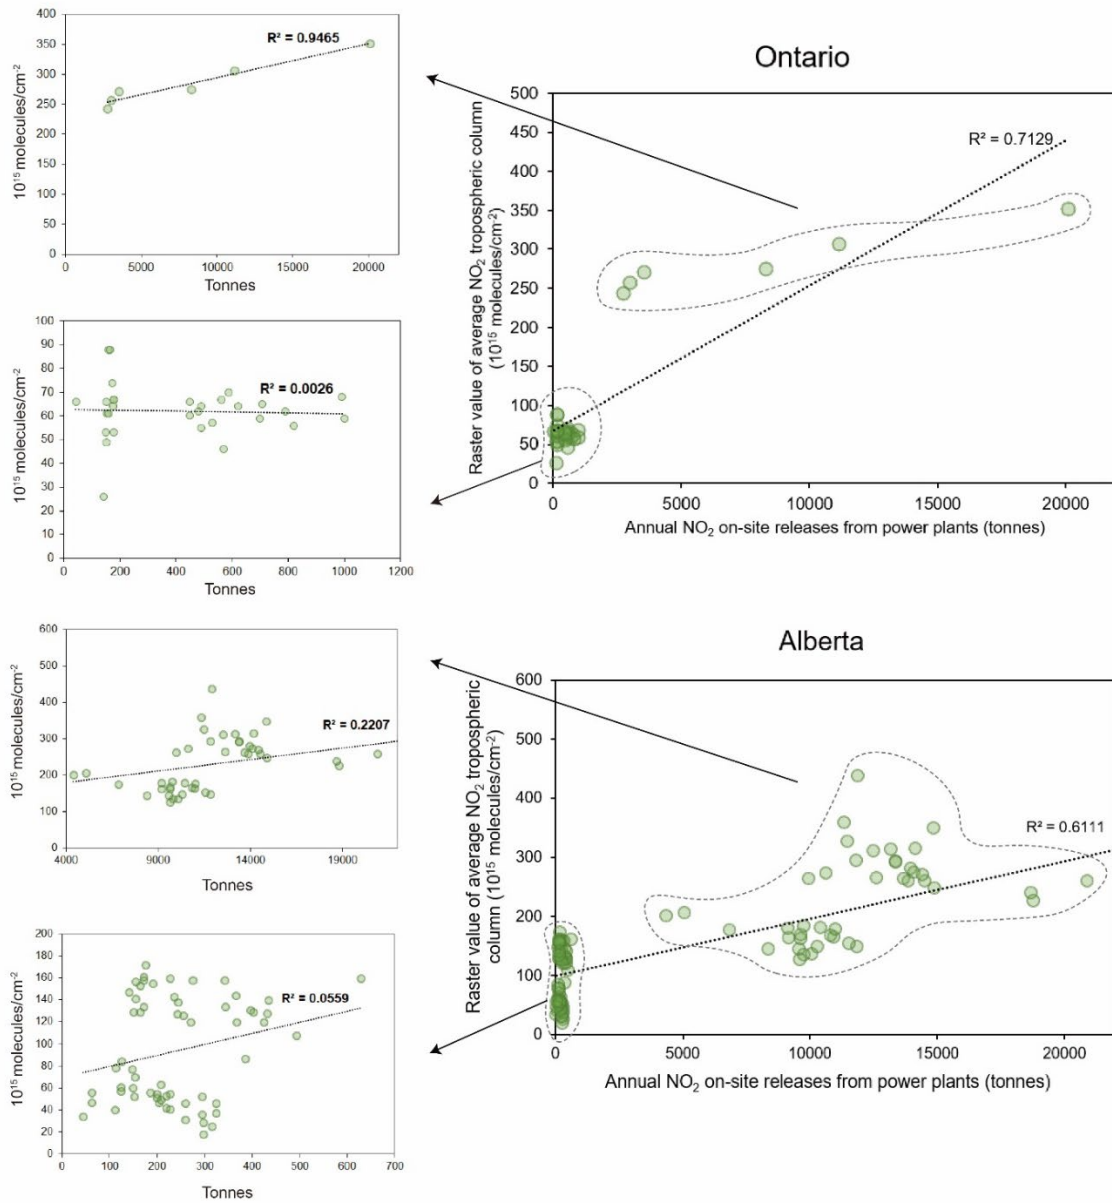 R² = 0.9465
400
350
300
250
200
150
100
50
0
10¹⁵ molecules/cm⁻²
0 5000 10000 15000 20000
Tonnes
R² = 0.0026
100
90
80
70
60
50
40
30
20
10
0
10¹⁵ molecules/cm⁻²
0 200 400 600 800 1000 1200
Tonnes
Ontario
R² = 0.7129
500
450
400
350
300
250
200
150
100
50
0
Raster value of average NO₂ tropospheric column
(10¹⁵ molecules/cm⁻²)
0 5000 10000 15000 20000
Annual NO₂ on-site releases from power plants (tonnes)
R² = 0.2207
600
500
400
300
200
100
0
10¹⁵ molecules/cm⁻²
4000 9000 14000 19000
Tonnes
R² = 0.0559
200
180
160
140
120
100
80
60
40
20
0
10¹⁵ molecules/cm⁻²
0 100 200 300 400 500 600 700
Tonnes
Alberta
R² = 0.6111
600
500
400
300
200
100
0
Raster value of average NO₂ tropospheric
column (10¹⁵ molecules/cm⁻²)
0 5000 10000 15000 20000
Annual NO₂ on-site releases from power plants (tonnes)